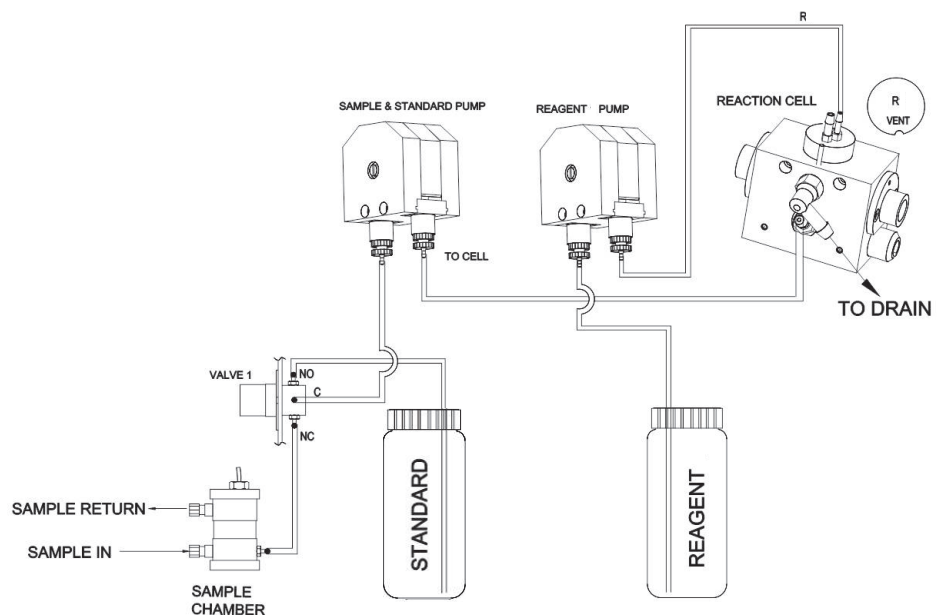 R
SAMPLE & STANDARD PUMP
REAGENT PUMP
REACTION CELL
R
VENT
TO CELL
TO DRAIN
VALVE 1
NO
C
NC
STANDARD
REAGENT
SAMPLE RETURN
SAMPLE IN
SAMPLE
CHAMBER